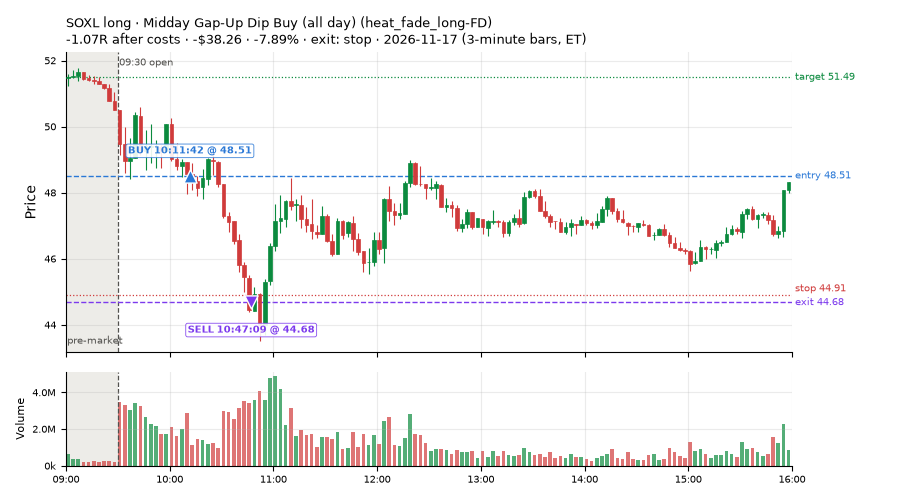 SOXL long · Midday Gap-Up Dip Buy (all day) (heat_fade_long-FD)
-1.07R after costs · -$38.26 · -7.89% · exit: stop · 2026-11-17 (3-minute bars, ET)
52
50
48
46
44
Price
09:30 open
pre-market
BUY 10:11:42 @ 48.51
SELL 10:47:09 @ 44.68
target 51.49
entry 48.51
stop 44.91
exit 44.68
4.0M
2.0M
0k
Volume
09:00
10:00
11:00
12:00
13:00
14:00
15:00
16:00